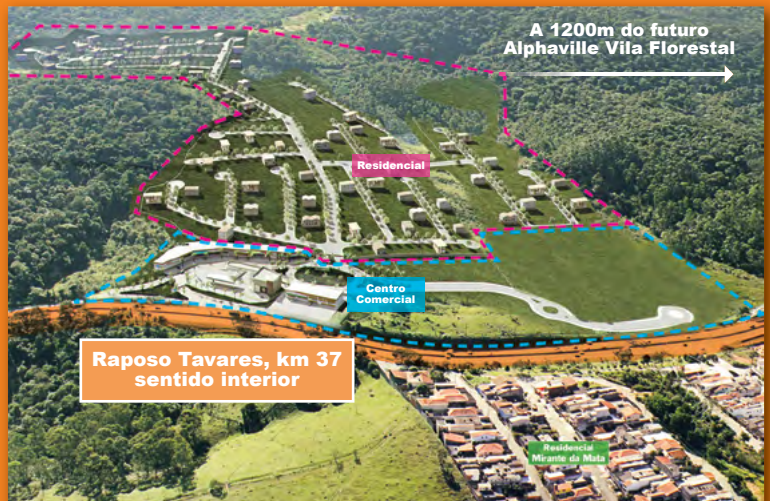 A 1200m do futuro
Alphaville Vila Florestal
Residencial
Centro
Comercial
Raposo Tavares, km 37
sentido interior
Residencial
Mirante da Mata